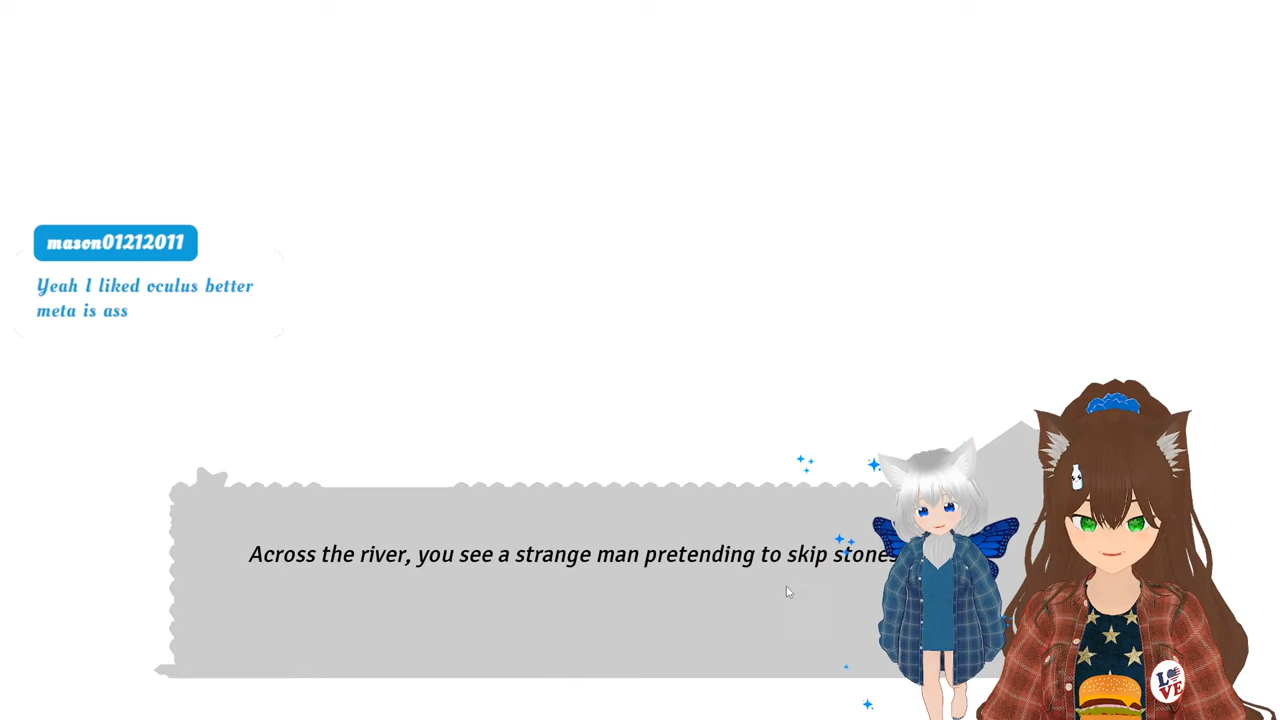 mason01212011
Yeah I liked oculus better
meta is ass
Across the river, you see a strange man pretending to skip stones
LOVE